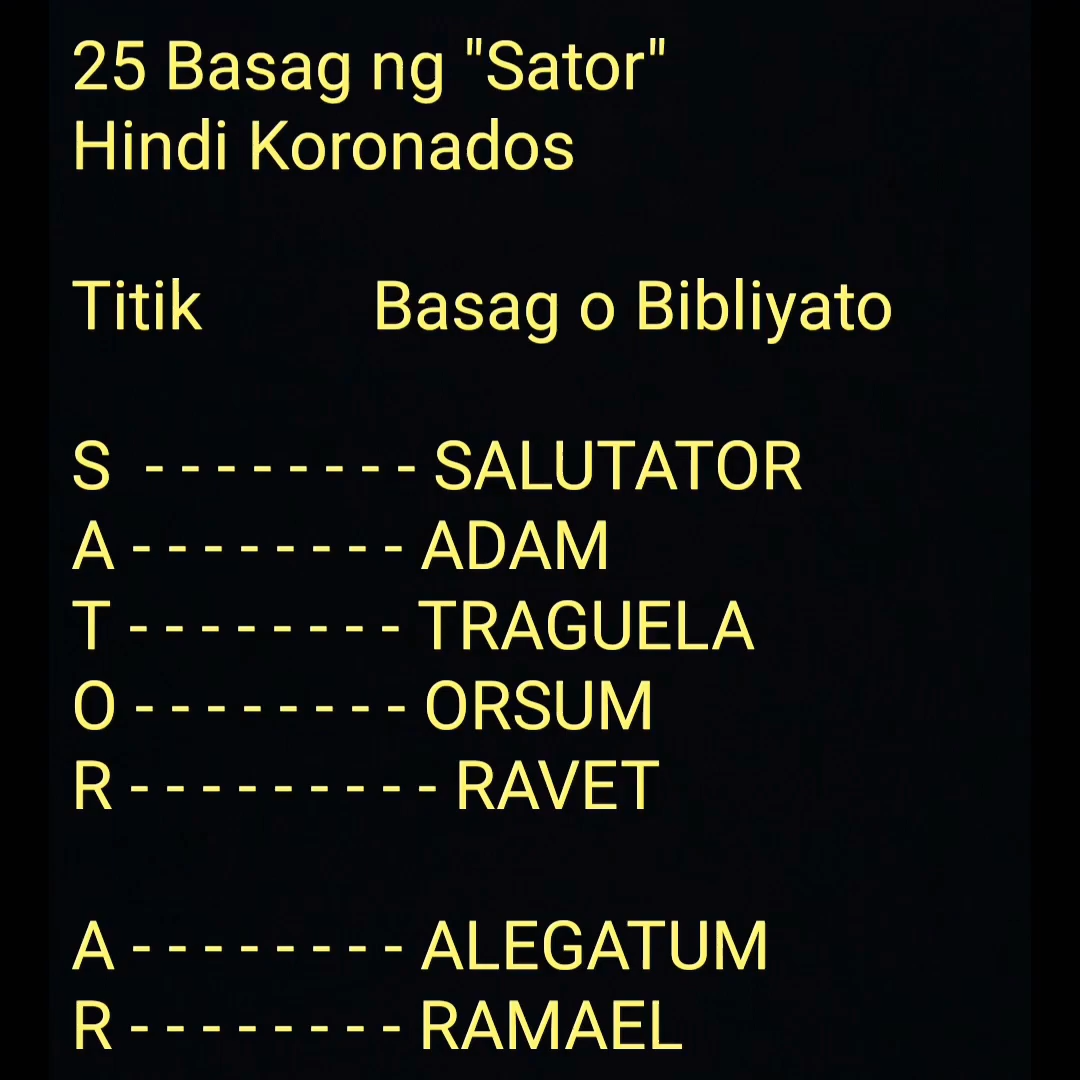 25 Basag ng "Sator"
Hindi Koronados
Titik Basag o Bibliyato
S - - - - - - - - SALUTATOR
A - - - - - - - - ADAM
T - - - - - - - - TRAGUELA
O - - - - - - - - ORSUM
R - - - - - - - - - RAVET
A - - - - - - - - ALEGATUM
R - - - - - - - - RAMAEL